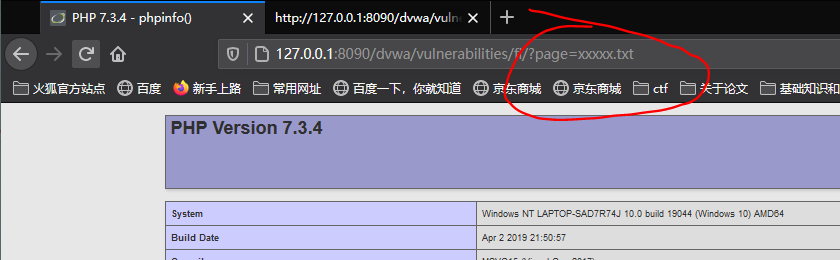 PHP 7.3.4 - phpinfo()
http://127.0.0.1:8090/dvwa/vulne
127.0.0.1:8090/dvwa/vulnerabilities/fi/?page=xxxxx.txt
火狐官方站点 百度 新手上路 常用网址 百度一下,你就知道 京东商城 京东商城 ctf 关于论文 基础知识和
PHP Version 7.3.4
System Windows NT LAPTOP-SAD7R74J 10.0 build 19044 (Windows 10) AMD64
Build Date Apr 2 2019 21:50:57